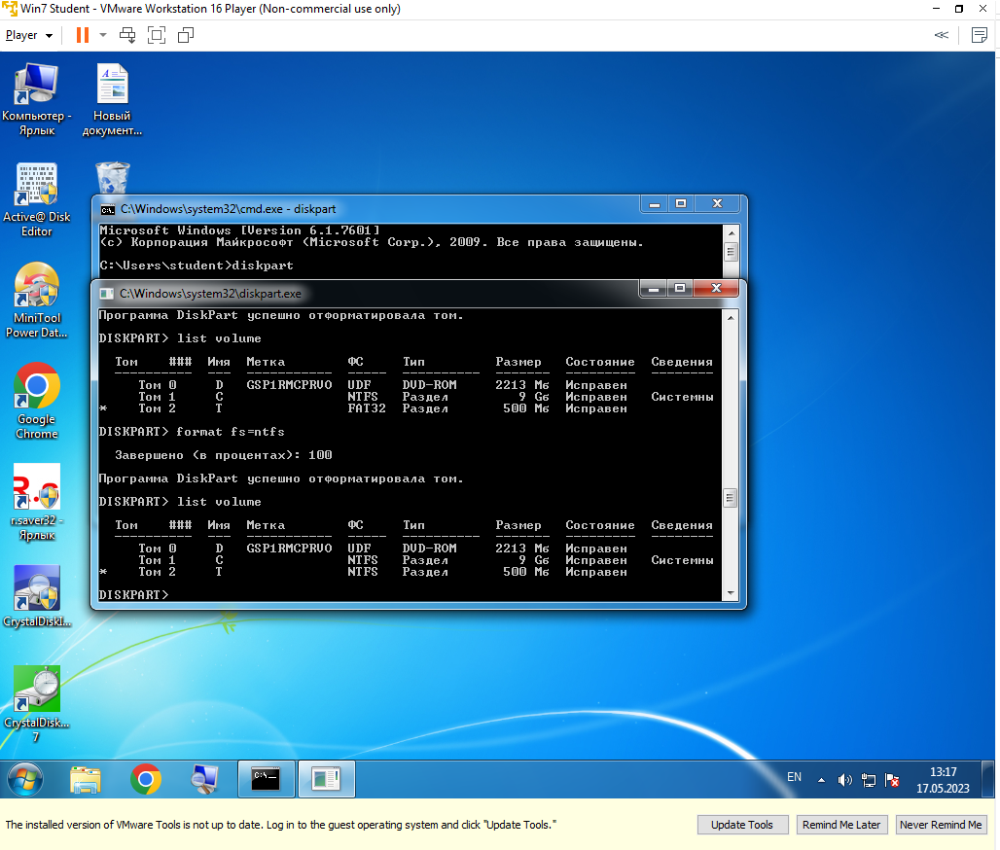 Win7 Student - VMware Workstation 16 Player (Non-commercial use only)
Player
Компьютер - Ярлык
Новый документ...
Active@ Disk Editor
MiniTool Power Dat...
Google Chrome
r.saver32 - Ярлык
CrystalDiskI...
CrystalDisk... 7
C:\Windows\system32\cmd.exe - diskpart
Microsoft Windows [Version 6.1.7601]
(c) Корпорация Майкрософт (Microsoft Corp.), 2009. Все права защищены.
C:\Users\student>diskpart
C:\Windows\system32\diskpart.exe
Программа DiskPart успешно отформатировала том.
DISKPART> list volume
Том ### Имя Метка ФС Тип Размер Состояние Сведения
Том 0 D GSP1RMCPRVO UDF DVD-ROM 2213 Мб Исправен
Том 1 C NTFS Раздел 9 Gб Исправен Системны
* Том 2 T FAT32 Раздел 500 Мб Исправен
DISKPART> format fs=ntfs
Завершено (в процентах): 100
Программа DiskPart успешно отформатировала том.
DISKPART> list volume
Том ### Имя Метка ФС Тип Размер Состояние Сведения
Том 0 D GSP1RMCPRVO UDF DVD-ROM 2213 Мб Исправен
Том 1 C NTFS Раздел 9 Gб Исправен Системны
* Том 2 T NTFS Раздел 500 Мб Исправен
DISKPART>
EN
13:17
17.05.2023
The installed version of VMware Tools is not up to date. Log in to the guest operating system and click "Update Tools."
Update Tools
Remind Me Later
Never Remind Me